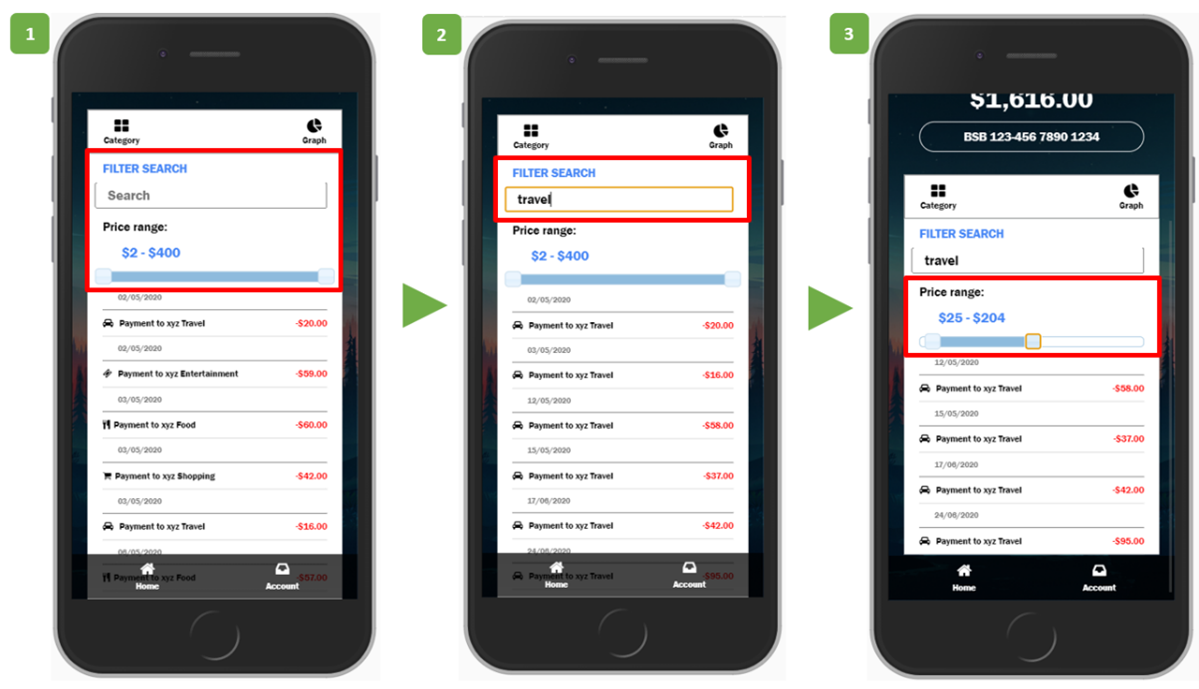 1
Category Graph
FILTER SEARCH
Search
Price range:
$2 - $400
02/05/2020
Payment to xyz Travel -$20.00
02/05/2020
Payment to xyz Entertainment -$59.00
03/05/2020
Payment to xyz Food -$60.00
03/05/2020
Payment to xyz Shopping -$42.00
03/05/2020
Payment to xyz Travel -$16.00
06/05/2020
Payment to xyz Food -$57.00
Home Account
2
Category Graph
FILTER SEARCH
travel
Price range:
$2 - $400
02/05/2020
Payment to xyz Travel -$20.00
03/05/2020
Payment to xyz Travel -$16.00
12/05/2020
Payment to xyz Travel -$58.00
15/05/2020
Payment to xyz Travel -$37.00
17/06/2020
Payment to xyz Travel -$42.00
24/06/2020
Payment to xyz Travel -$95.00
Home Account
3
$1,616.00
BSB 123-456 7890 1234
Category Graph
FILTER SEARCH
travel
Price range:
$25 - $204
12/05/2020
Payment to xyz Travel -$58.00
15/05/2020
Payment to xyz Travel -$37.00
17/06/2020
Payment to xyz Travel -$42.00
24/06/2020
Payment to xyz Travel -$95.00
Home Account